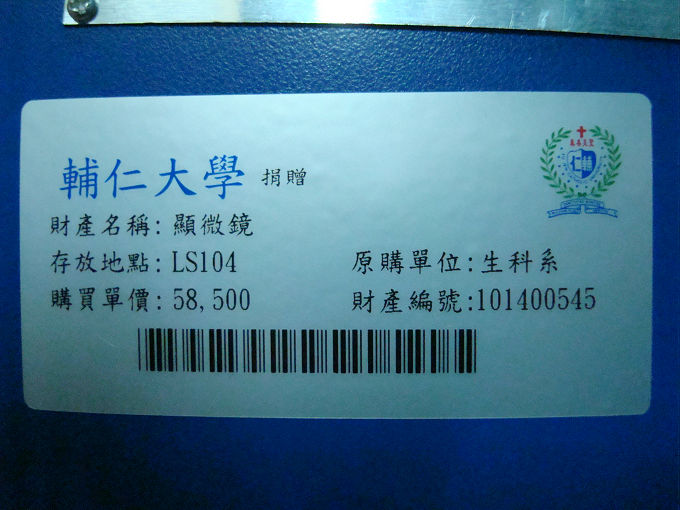 輔仁大學 捐贈
財產名稱: 顯微鏡
存放地點: LS104 原購單位: 生科系
購買單價: 58,500 財產編號:101400545